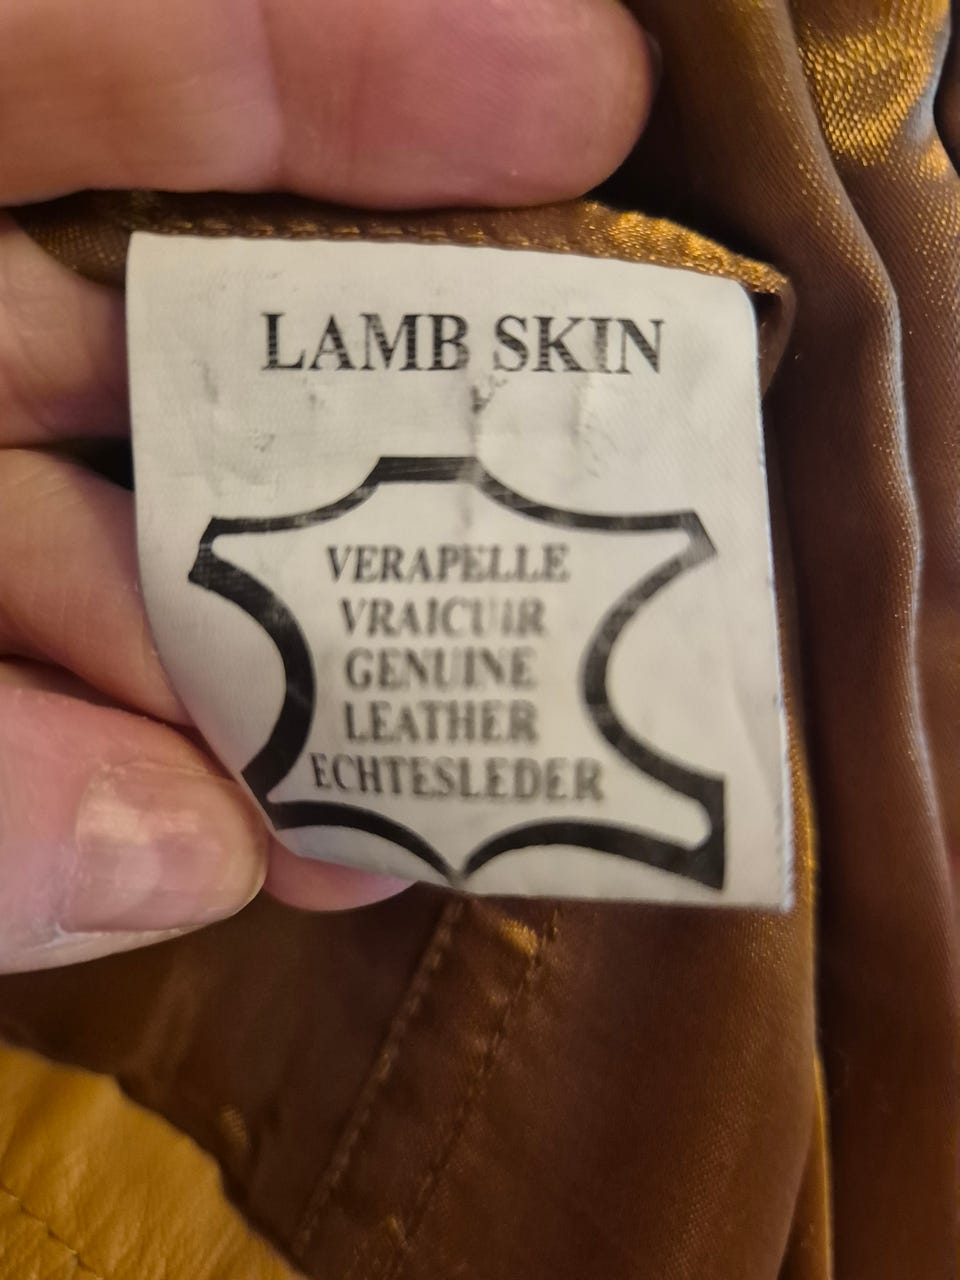 LAMB SKIN
VERAPELLE
VRAICUIR
GENUINE
LEATHER
ECHTESLEDER